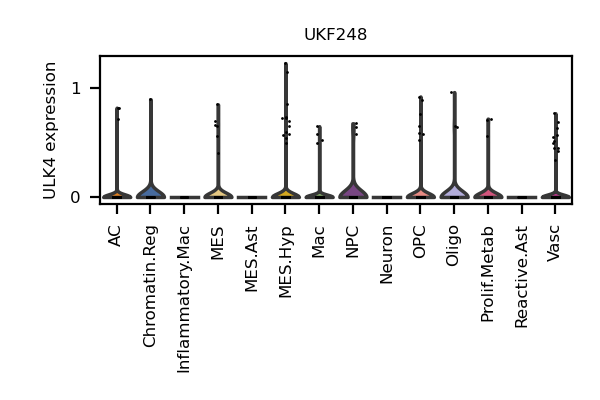 UKF248
ULK4 expression
1
0
AC
Chromatin.Reg
Inflammatory.Mac
MES
MES.Ast
MES.Hyp
Mac
NPC
Neuron
OPC
Oligo
Prolif.Metab
Reactive.Ast
Vasc